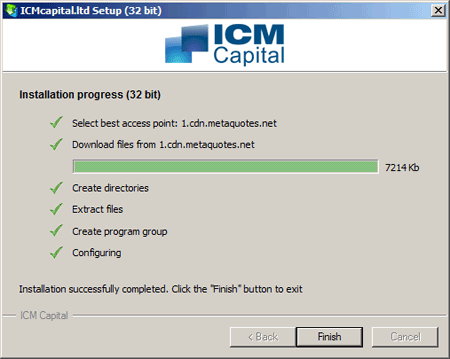 ICMcapital.ltd Setup (32 bit)
ICM
Capital
Installation progress (32 bit)
Select best access point: 1.cdn.metaquotes.net
Download files from 1.cdn.metaquotes.net
7214 Kb
Create directories
Extract files
Create program group
Configuring
Installation successfully completed. Click the "Finish" button to exit
ICM Capital
< Back Finish Cancel